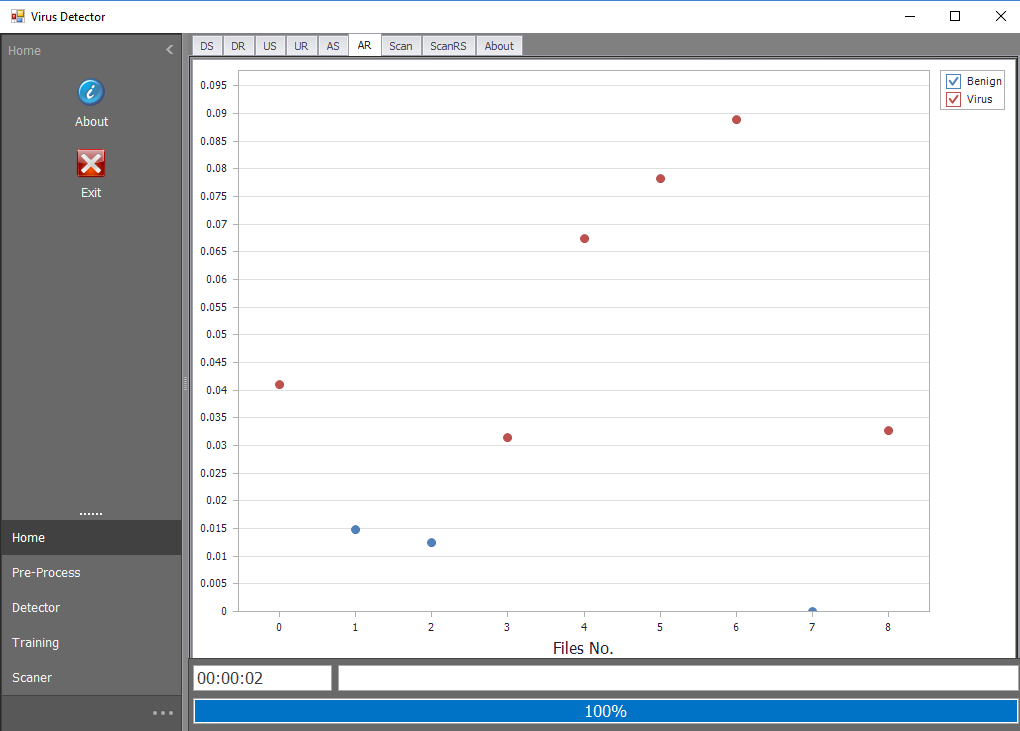 Virus Detector
Home
About
Exit
Home
Pre-Process
Detector
Training
Scaner
DS DR US UR AS AR Scan ScanRS About
0.095
0.09
0.085
0.08
0.075
0.07
0.065
0.06
0.055
0.05
0.045
0.04
0.035
0.03
0.025
0.02
0.015
0.01
0.005
0
0 1 2 3 4 5 6 7 8
Files No.
Benign
Virus
00:00:02
100%